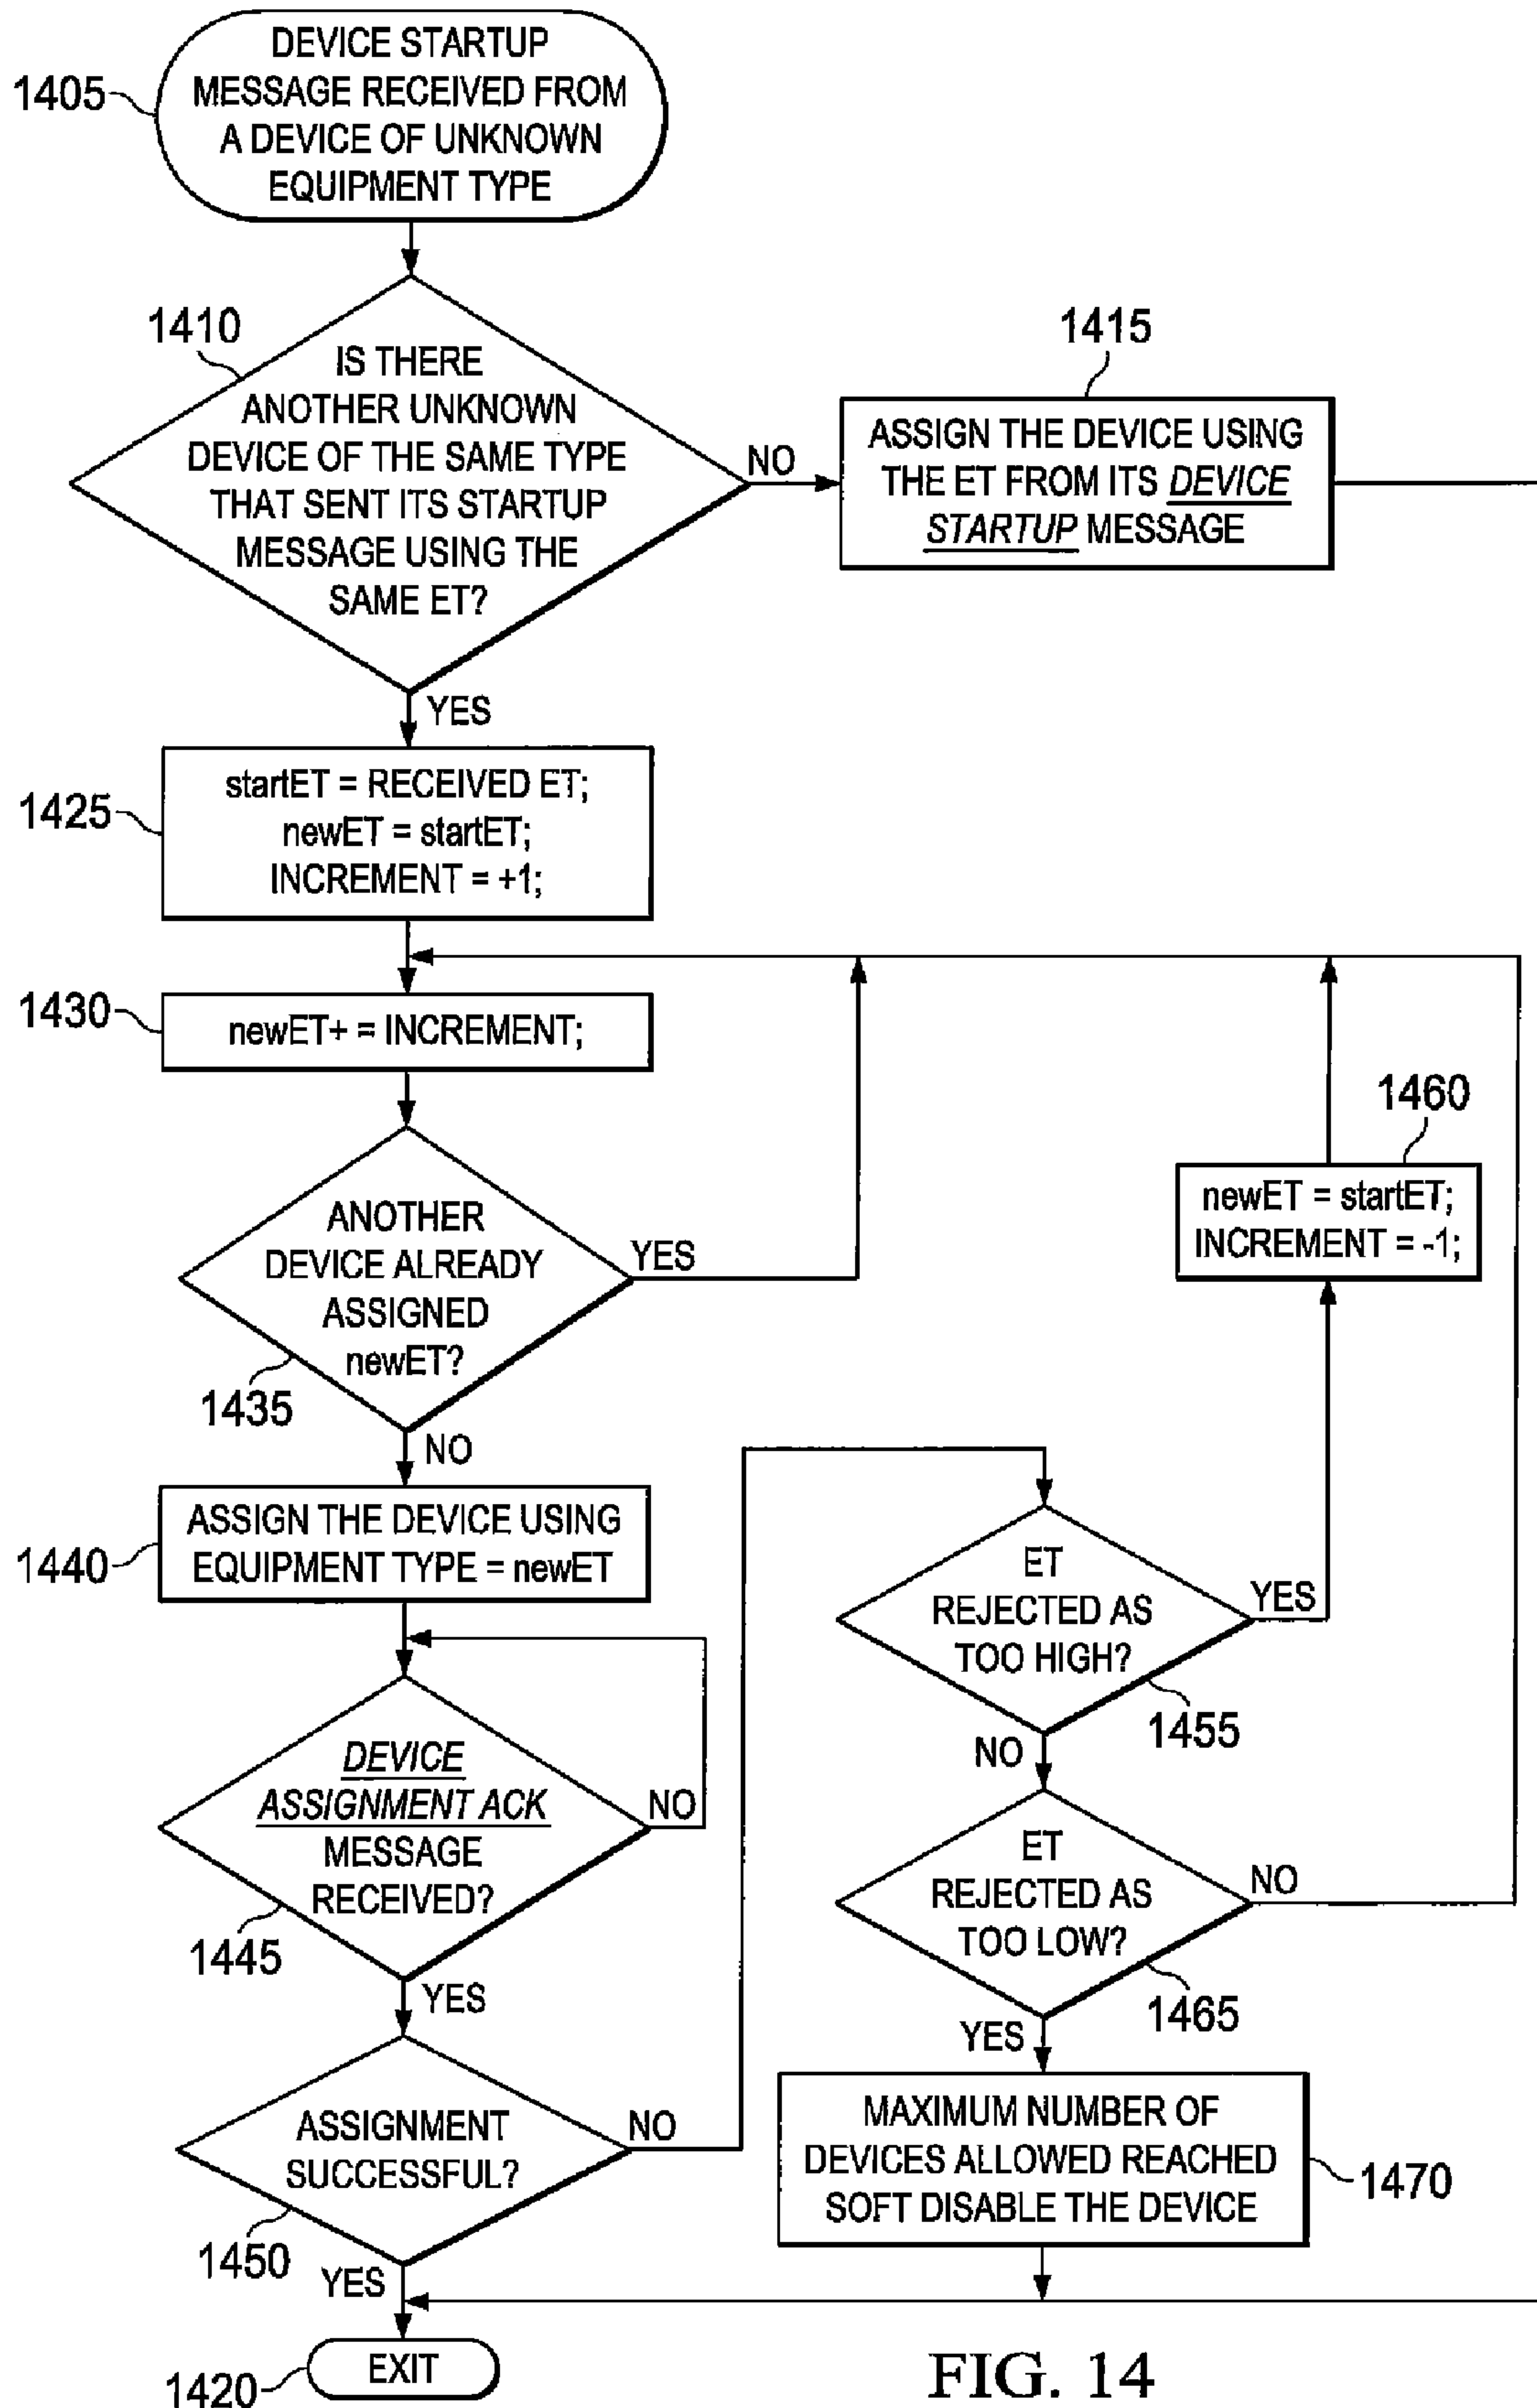 DEVICE STARTUP
MESSAGE RECEIVED FROM
A DEVICE OF UNKNOWN
EQUIPMENT TYPE
1405
1410
IS THERE
ANOTHER UNKNOWN
DEVICE OF THE SAME TYPE
THAT SENT ITS STARTUP
MESSAGE USING THE
SAME ET?
NO
YES
1415
ASSIGN THE DEVICE USING
THE ET FROM ITS DEVICE
STARTUP MESSAGE
1425
startET = RECEIVED ET;
newET = startET;
INCREMENT = +1;
1430
newET+ = INCREMENT;
ANOTHER
DEVICE ALREADY
ASSIGNED
newET?
YES
1435
NO
1460
newET = startET;
INCREMENT = -1;
1440
ASSIGN THE DEVICE USING
EQUIPMENT TYPE = newET
DEVICE
ASSIGNMENT ACK
MESSAGE
RECEIVED?
NO
1445
YES
ASSIGNMENT
SUCCESSFUL?
NO
1450
YES
ET
REJECTED AS
TOO HIGH?
YES
1455
NO
ET
REJECTED AS
TOO LOW?
NO
1465
YES
MAXIMUM NUMBER OF
DEVICES ALLOWED REACHED
SOFT DISABLE THE DEVICE
1470
EXIT
1420
FIG. 14